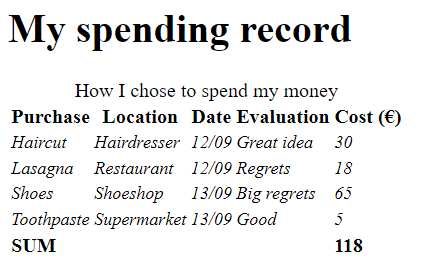 My spending record
How I chose to spend my money
Purchase Location Date Evaluation Cost (€)
Haircut Hairdresser 12/09 Great idea 30
Lasagna Restaurant 12/09 Regrets 18
Shoes Shoeshop 13/09 Big regrets 65
Toothpaste Supermarket 13/09 Good 5
SUM 118